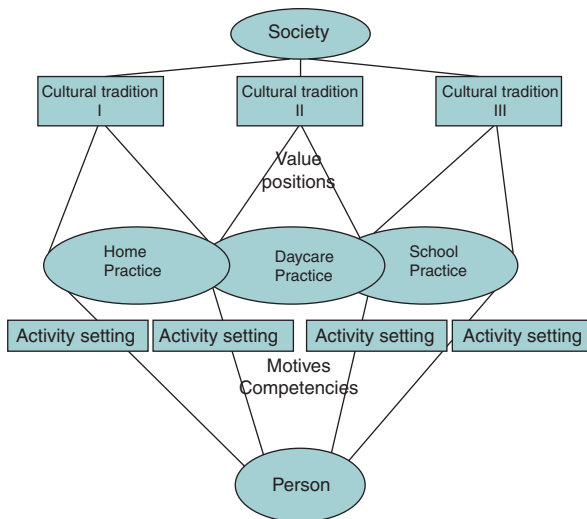 Society
Cultural tradition
I
Cultural tradition
II
Cultural tradition
III
Value
positions
Home
Practice
Daycare
Practice
School
Practice
Activity setting
Activity setting
Activity setting
Activity setting
Motives
Competencies
Person